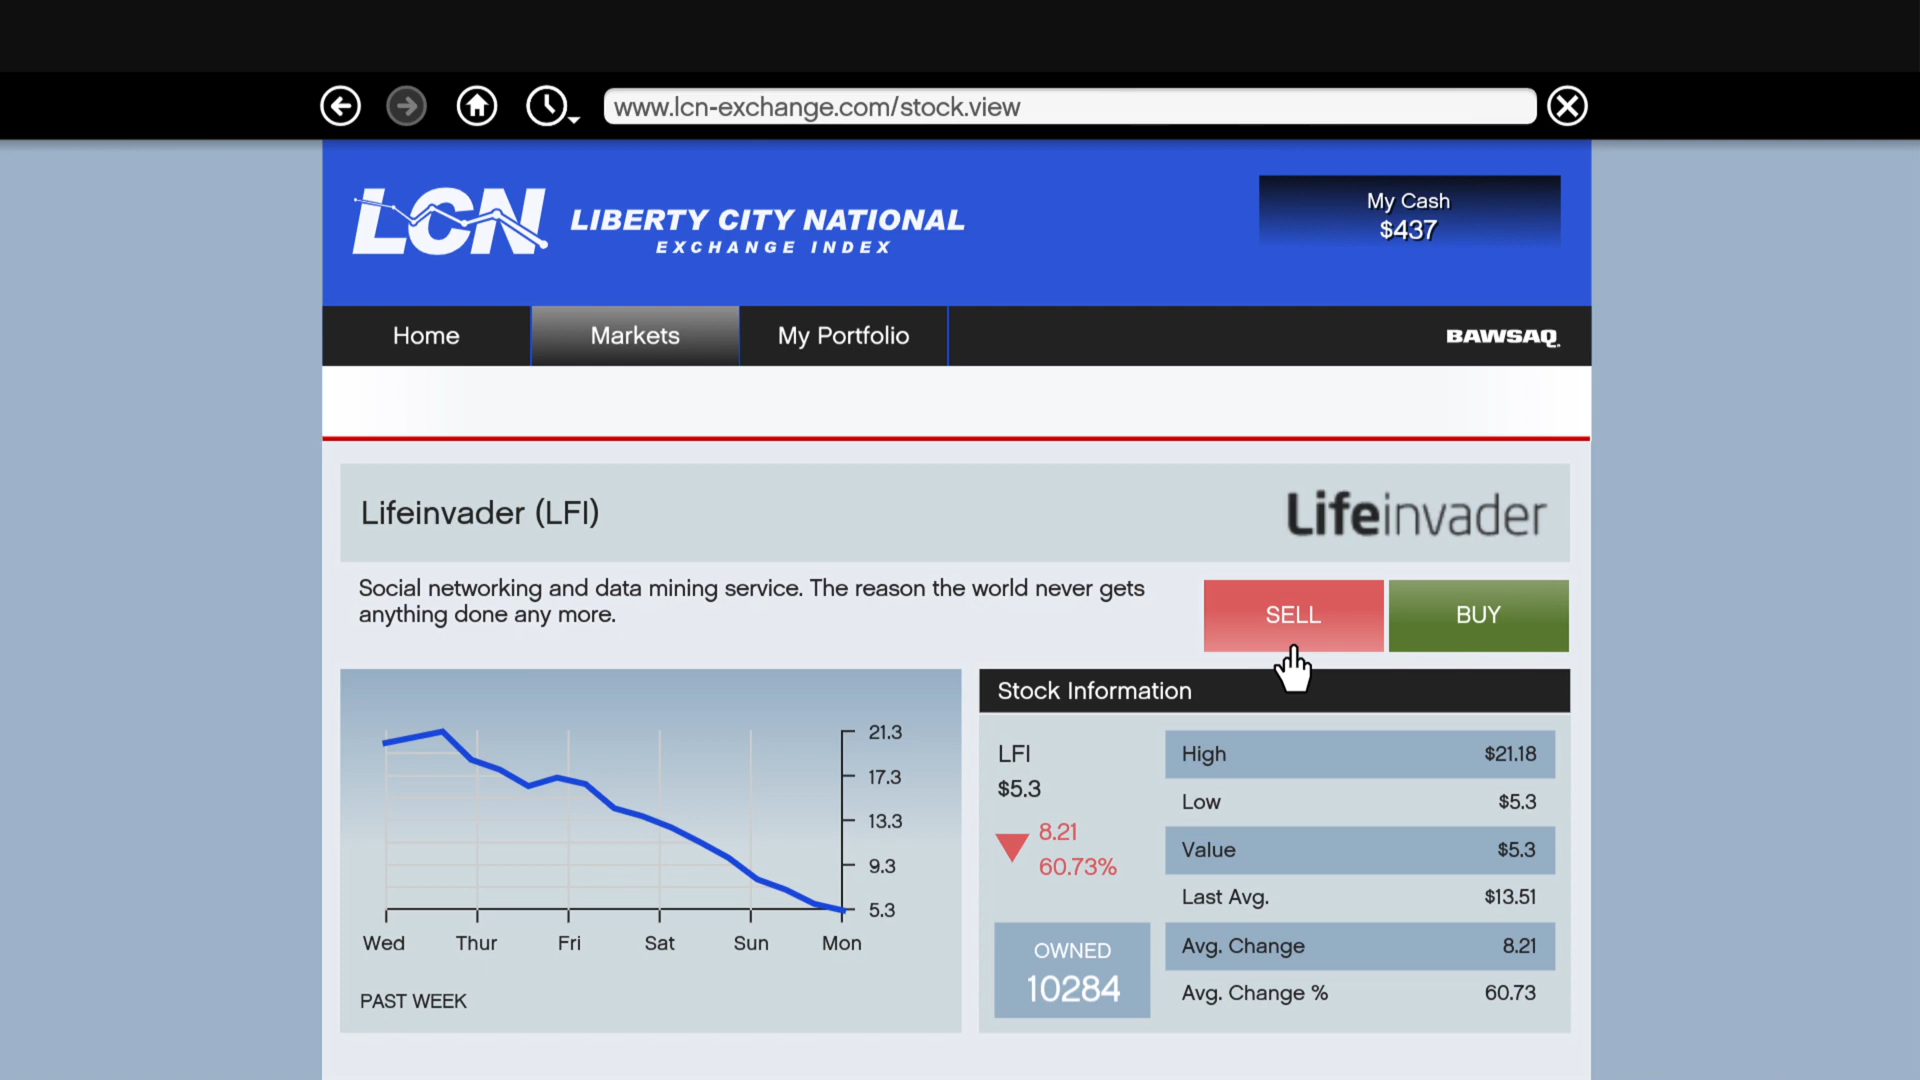 www.lcn-exchange.com/stock.view
LCN
LIBERTY CITY NATIONAL
EXCHANGE INDEX
My Cash
$437
Home
Markets
My Portfolio
BAWSAQ.
Lifeinvader (LFI)
Lifeinvader
Social networking and data mining service. The reason the world never gets
anything done any more.
SELL
BUY
21.3
17.3
13.3
9.3
5.3
Wed Thur Fri Sat Sun Mon
PAST WEEK
Stock Information
LFI
$5.3
8.21
60.73%
OWNED
10284
High $21.18
Low $5.3
Value $5.3
Last Avg. $13.51
Avg. Change 8.21
Avg. Change % 60.73